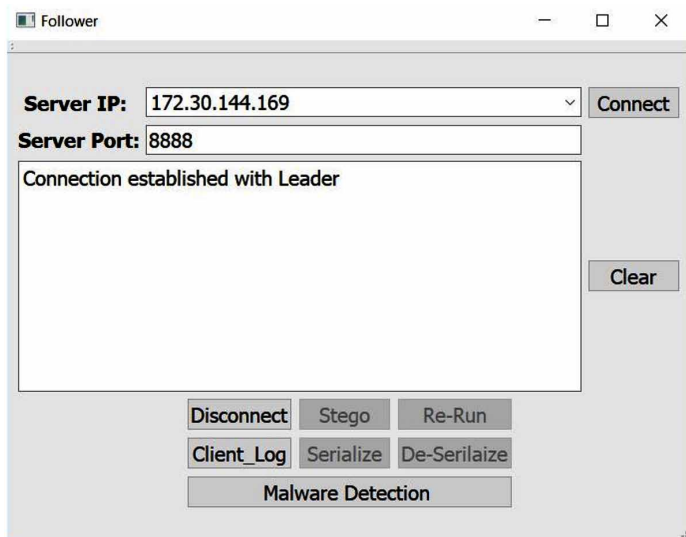 Follower
Server IP: 172.30.144.169 Connect
Server Port: 8888
Connection established with Leader
Clear
Disconnect Stego Re-Run
Client_Log Serialize De-Serilaize
Malware Detection